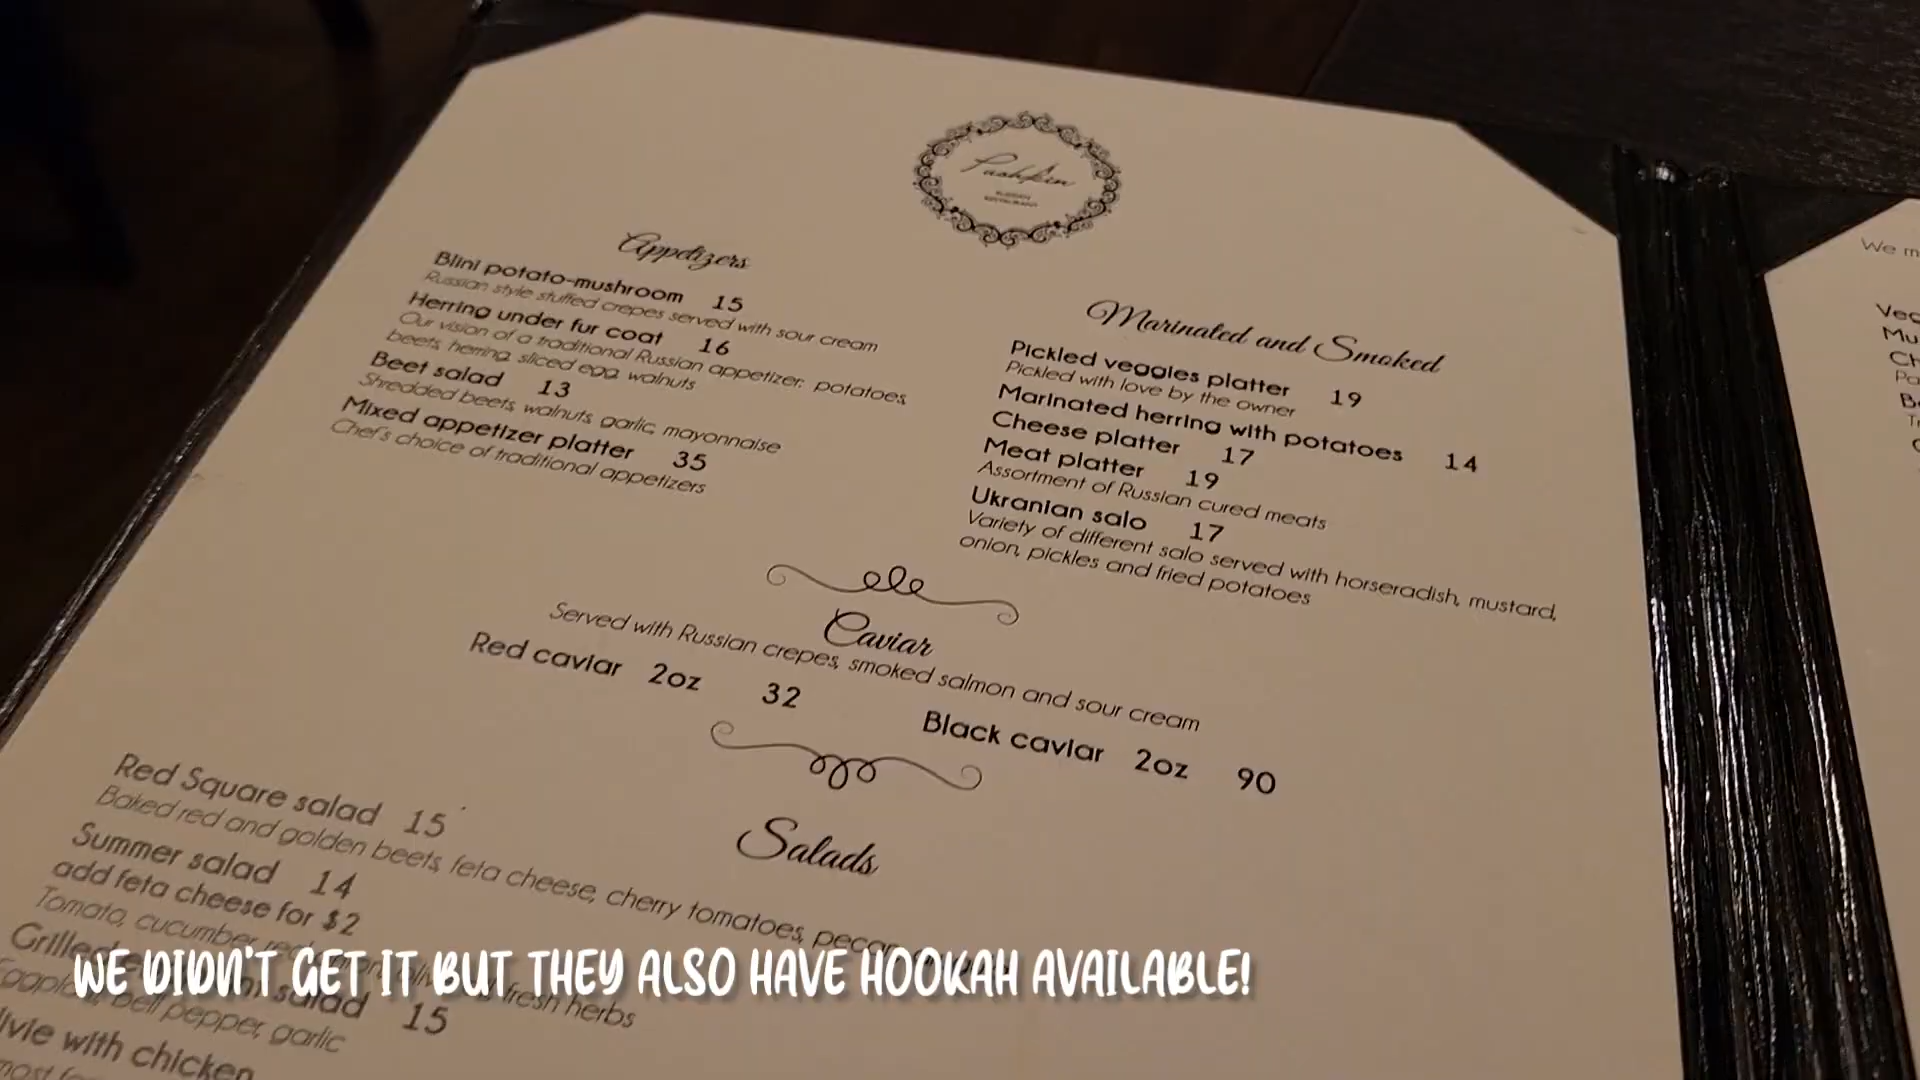 Pushkin
RUSSIAN
RESTAURANT
Appetizers
Blini potato-mushroom 15
Russian style stuffed crepes served with sour cream
Herring under fur coat 16
Our vision of a traditional Russian appetizer: potatoes,
beets, herring, sliced egg, walnuts
Beet salad 13
Shredded beets, walnuts, garlic, mayonnaise
Mixed appetizer platter 35
Chef's choice of traditional appetizers
Marinated and Smoked
Pickled veggies platter 19
Pickled with love by the owner
Marinated herring with potatoes 14
Cheese platter 17
Meat platter 19
Assortment of Russian cured meats
Ukranian salo 17
Variety of different salo served with horseradish, mustard,
onion, pickles and fried potatoes
Caviar
Served with Russian crepes, smoked salmon and sour cream
Red caviar 2oz 32
Black caviar 2oz 90
Salads
Red Square salad 15
Baked red and golden beets, feta cheese, cherry tomatoes, pecan
Summer salad 14
add feta cheese for $2
Tomato, cucumber, fresh herbs
Grilled salad 15
Eggplant, bell pepper, garlic
with chicken
WE DIDN'T GET IT BUT THEY ALSO HAVE HOOKAH AVAILABLE!
We